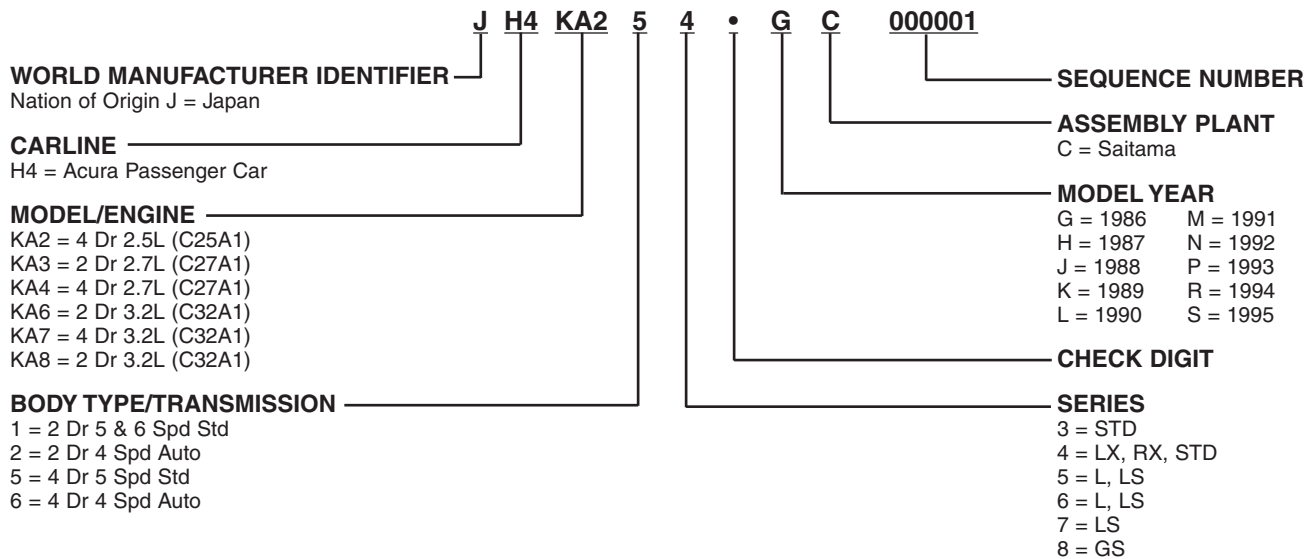 J H4 KA2 5 4 • G C 000001
WORLD MANUFACTURER IDENTIFIER
Nation of Origin J = Japan
CARLINE
H4 = Acura Passenger Car
MODEL/ENGINE
KA2 = 4 Dr 2.5L (C25A1)
KA3 = 2 Dr 2.7L (C27A1)
KA4 = 4 Dr 2.7L (C27A1)
KA6 = 2 Dr 3.2L (C32A1)
KA7 = 4 Dr 3.2L (C32A1)
KA8 = 2 Dr 3.2L (C32A1)
BODY TYPE/TRANSMISSION
1 = 2 Dr 5 & 6 Spd Std
2 = 2 Dr 4 Spd Auto
5 = 4 Dr 5 Spd Std
6 = 4 Dr 4 Spd Auto
SEQUENCE NUMBER
ASSEMBLY PLANT
C = Saitama
MODEL YEAR
G = 1986 M = 1991
H = 1987 N = 1992
J = 1988 P = 1993
K = 1989 R = 1994
L = 1990 S = 1995
CHECK DIGIT
SERIES
3 = STD
4 = LX, RX, STD
5 = L, LS
6 = L, LS
7 = LS
8 = GS